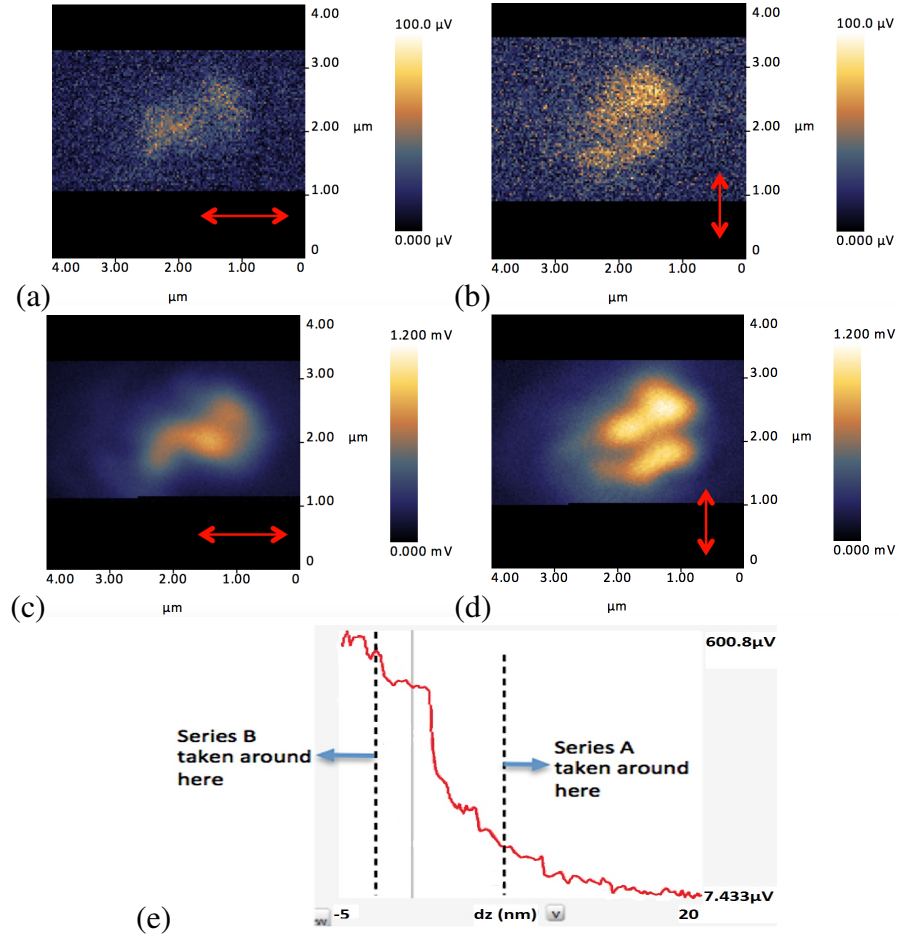 4.00
100.0 µV
3.00
µm
2.00
1.00
0.000 µV
0
4.00 3.00 2.00 1.00 0
µm
(a)
4.00
100.0 µV
3.00
µm
2.00
1.00
0.000 µV
0
4.00 3.00 2.00 1.00 0
µm
(b)
4.00
1.200 mV
3.00
µm
2.00
1.00
0.000 mV
0
4.00 3.00 2.00 1.00 0
µm
(c)
4.00
1.200 mV
3.00
µm
2.00
1.00
0.000 mV
0
4.00 3.00 2.00 1.00 0
µm
(d)
600.8µV
Series B
taken around
here
Series A
taken around
here
7.433µV
-5 dz (nm) v 20
(e)